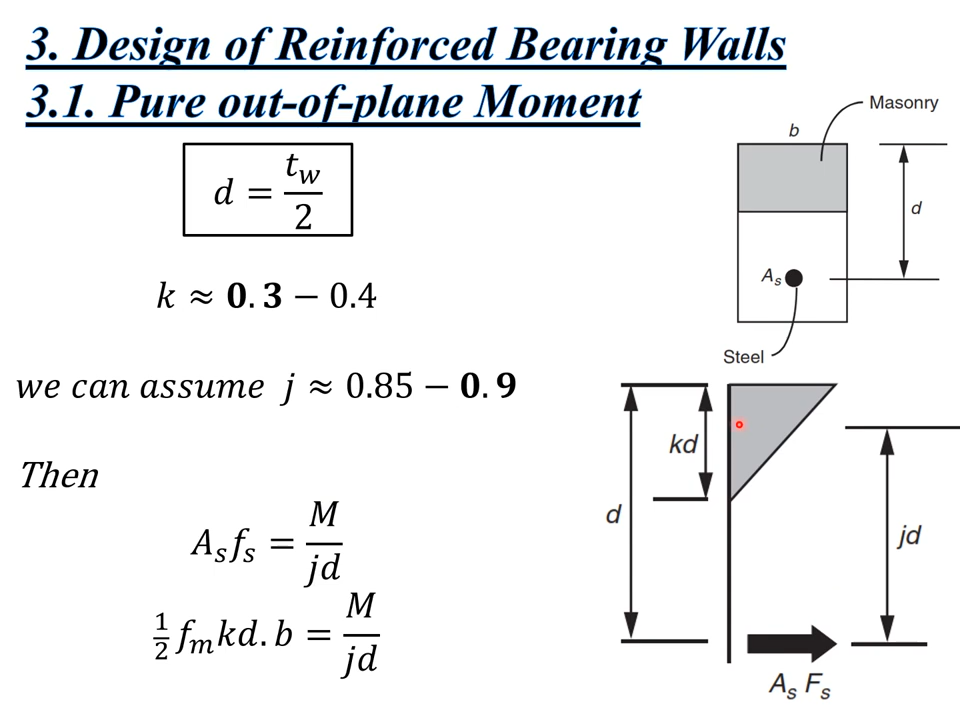 3. Design of Reinforced Bearing Walls
3.1. Pure out-of-plane Moment
d = t_w/2
k ≈ 0.3 − 0.4
we can assume j ≈ 0.85 − 0.9
Then
A_s f_s = M/jd
½ f_m kd. b = M/jd
Masonry
b
d
A_s
Steel
kd
d
jd
A_s F_s